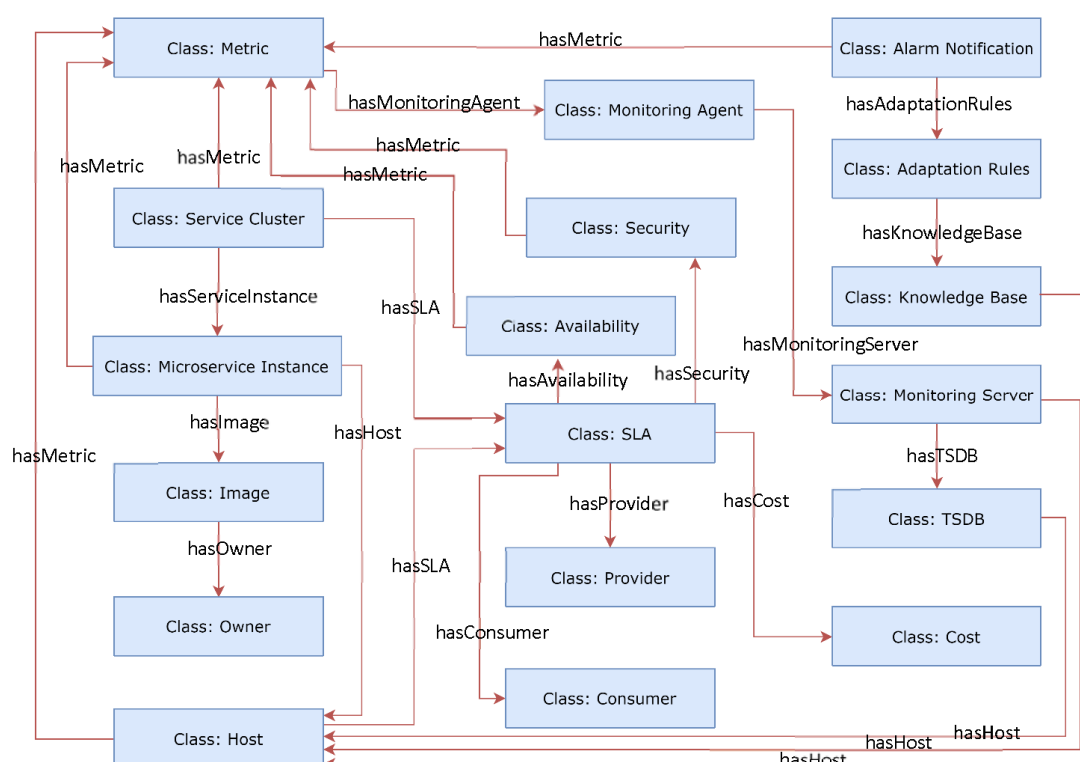 Class: Metric
hasMetric
Class: Alarm Notification
hasMonitoringAgent
Class: Monitoring Agent
hasAdaptationRules
hasMetric
hasMetric
hasMetric
hasMetric
Class: Adaptation Rules
Class: Service Cluster
Class: Security
hasKnowledgeBase
hasServiceInstance
hasSLA
Class: Availability
Class: Knowledge Base
hasMonitoringServer
Class: Microservice Instance
hasAvailability
hasSecurity
Class: Monitoring Server
hasImage
hasHost
Class: SLA
hasMetric
hasTSDB
Class: Image
hasProvider
hasCost
Class: TSDB
hasOwner
hasSLA
Class: Provider
Class: Owner
hasConsumer
Class: Cost
Class: Consumer
Class: Host
hasHost
hasHost
hasHost